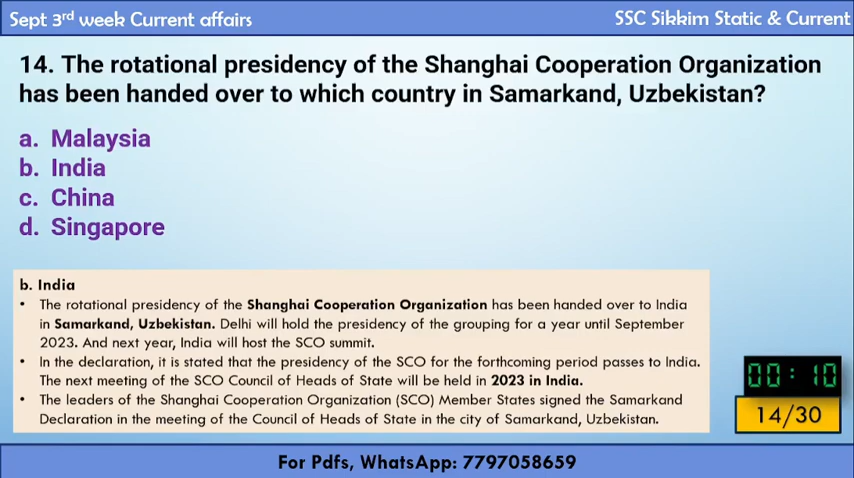 Sept 3rd week Current affairs
SSC Sikkim Static & Current
14. The rotational presidency of the Shanghai Cooperation Organization
has been handed over to which country in Samarkand, Uzbekistan?
a. Malaysia
b. India
c. China
d. Singapore
b. India
• The rotational presidency of the Shanghai Cooperation Organization has been handed over to India
in Samarkand, Uzbekistan. Delhi will hold the presidency of the grouping for a year until September
2023. And next year, India will host the SCO summit.
• In the declaration, it is stated that the presidency of the SCO for the forthcoming period passes to India.
The next meeting of the SCO Council of Heads of State will be held in 2023 in India.
• The leaders of the Shanghai Cooperation Organization (SCO) Member States signed the Samarkand
Declaration in the meeting of the Council of Heads of State in the city of Samarkand, Uzbekistan.
00:10
14/30
For Pdfs, WhatsApp: 7797058659